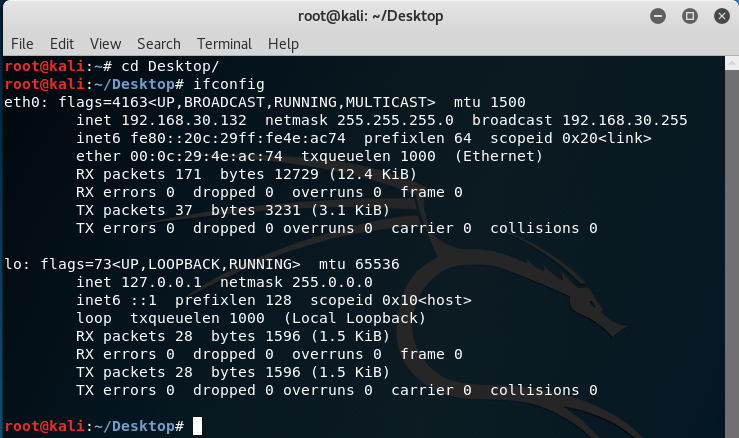 root@kali: ~/Desktop
File Edit View Search Terminal Help
root@kali:~# cd Desktop/
root@kali:~/Desktop# ifconfig
eth0: flags=4163<UP,BROADCAST,RUNNING,MULTICAST>  mtu 1500
        inet 192.168.30.132  netmask 255.255.255.0  broadcast 192.168.30.255
        inet6 fe80::20c:29ff:fe4e:ac74  prefixlen 64  scopeid 0x20<link>
        ether 00:0c:29:4e:ac:74  txqueuelen 1000  (Ethernet)
        RX packets 171  bytes 12729 (12.4 KiB)
        RX errors 0  dropped 0  overruns 0  frame 0
        TX packets 37  bytes 3231 (3.1 KiB)
        TX errors 0  dropped 0 overruns 0  carrier 0  collisions 0
lo: flags=73<UP,LOOPBACK,RUNNING>  mtu 65536
        inet 127.0.0.1  netmask 255.0.0.0
        inet6 ::1  prefixlen 128  scopeid 0x10<host>
        loop  txqueuelen 1000  (Local Loopback)
        RX packets 28  bytes 1596 (1.5 KiB)
        RX errors 0  dropped 0  overruns 0  frame 0
        TX packets 28  bytes 1596 (1.5 KiB)
        TX errors 0  dropped 0 overruns 0  carrier 0  collisions 0
root@kali:~/Desktop#